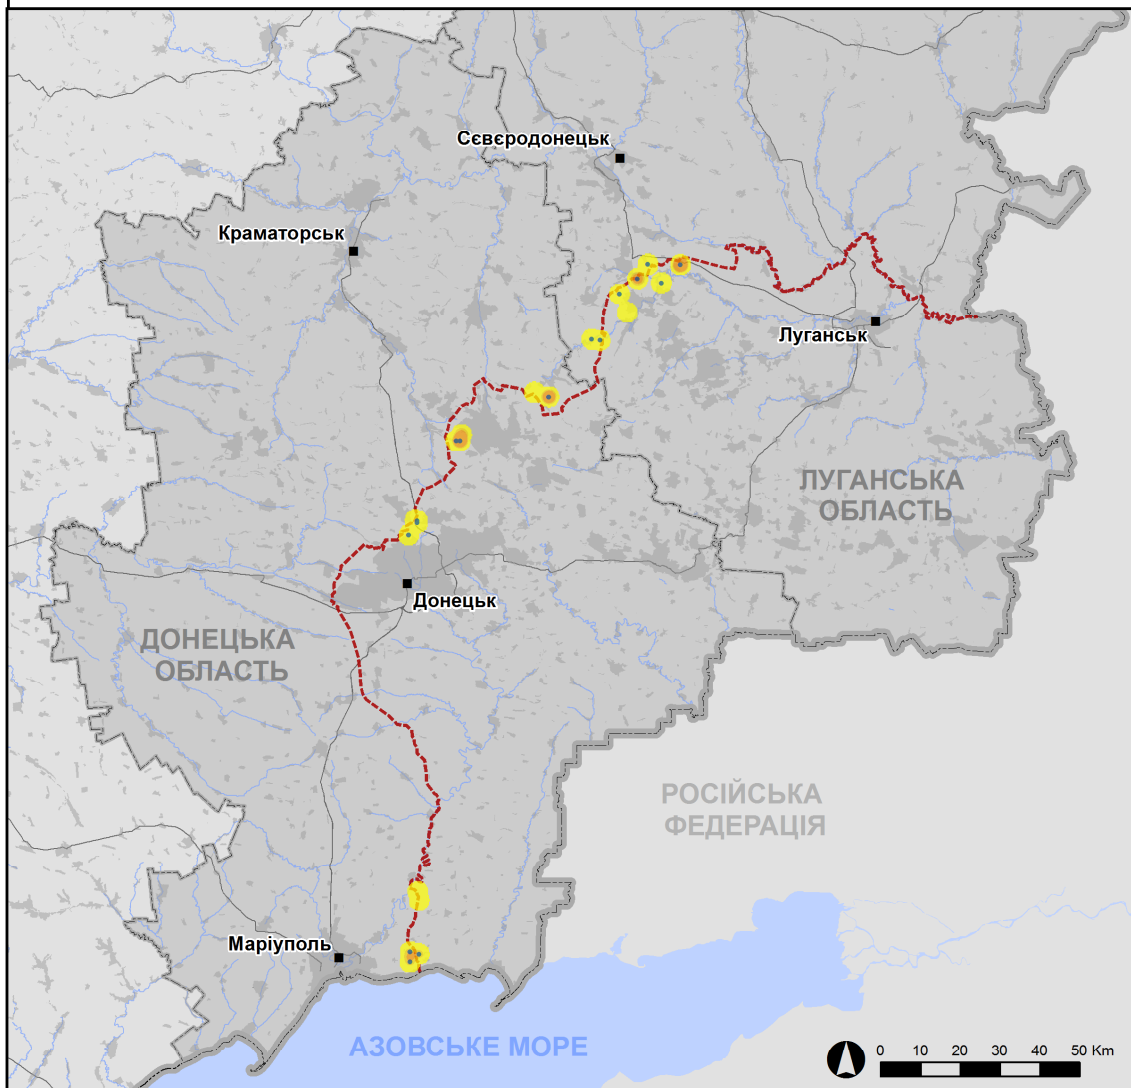 Сєвєродонецьк
Краматорськ
Луганськ
ЛУГАНСЬКА
ОБЛАСТЬ
Донецьк
ДОНЕЦЬКА
ОБЛАСТЬ
РОСІЙСЬКА
ФЕДЕРАЦІЯ
Маріуполь
АЗОВСЬКЕ МОРЕ
0 10 20 30 40 50 Km